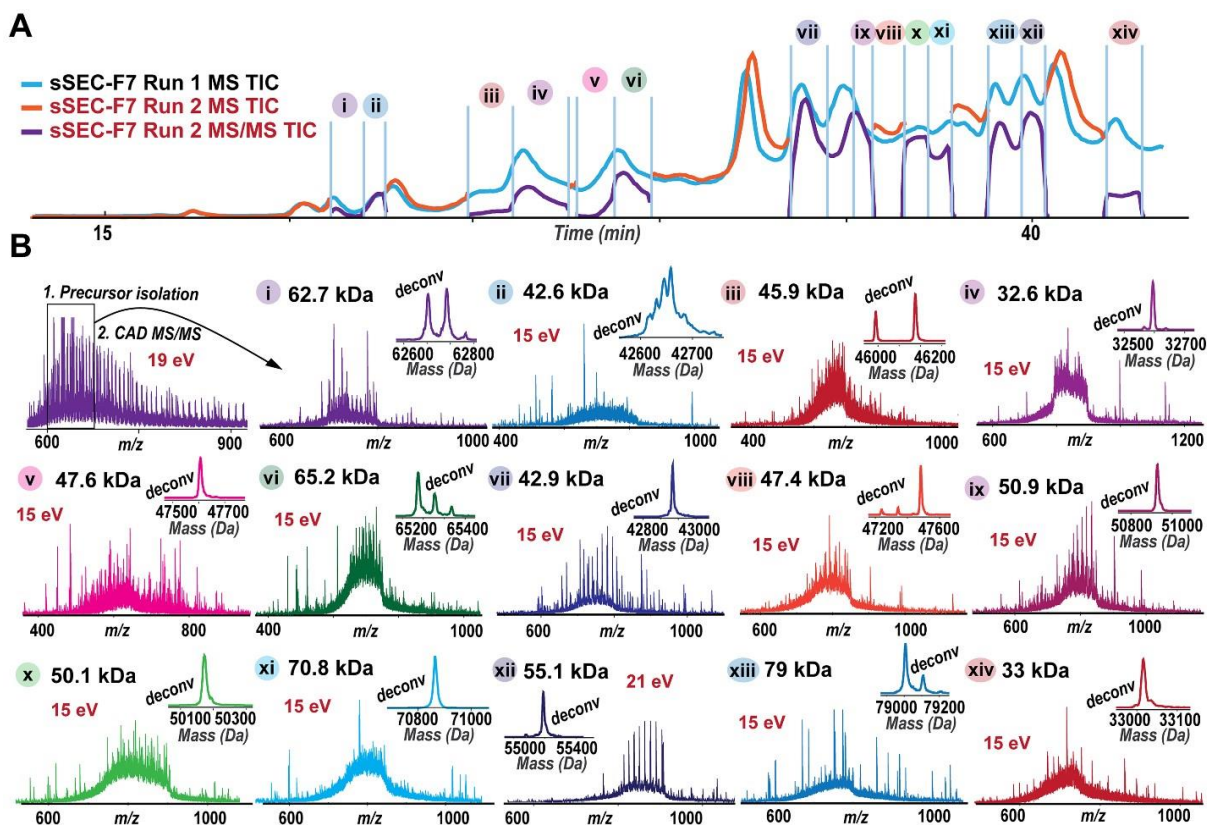 A
vii ix viii x xi xiii xii xiv
sSEC-F7 Run 1 MS TIC
sSEC-F7 Run 2 MS TIC
sSEC-F7 Run 2 MS/MS TIC
i ii iii iv v vi
15 Time (min) 40
B
1. Precursor isolation
2. CAD MS/MS
19 eV
600 m/z 900
i 62.7 kDa
deconv
62600 62800
Mass (Da)
600 m/z 1000
ii 42.6 kDa
15 eV
deconv
42600 42700
Mass (Da)
400 m/z 1000
iii 45.9 kDa
deconv
46000 46200
Mass (Da)
15 eV
400 m/z 1000
iv 32.6 kDa
deconv
32500 32700
Mass (Da)
15 eV
600 m/z 1200
v 47.6 kDa
deconv
47500 47700
Mass (Da)
15 eV
400 m/z 800
vi 65.2 kDa
deconv
65200 65400
Mass (Da)
15 eV
400 m/z 1000
vii 42.9 kDa
deconv
42800 43000
Mass (Da)
15 eV
600 m/z 1000
viii 47.4 kDa
deconv
47200 47600
Mass (Da)
15 eV
600 m/z 1000
ix 50.9 kDa
deconv
50800 51000
Mass (Da)
15 eV
600 m/z 1000
x 50.1 kDa
deconv
50100 50300
Mass (Da)
15 eV
600 m/z 1000
xi 70.8 kDa
deconv
70800 71000
Mass (Da)
15 eV
600 m/z 1000
xii 55.1 kDa
21 eV
deconv
55000 55400
Mass (Da)
600 m/z 1000
xiii 79 kDa
deconv
79000 79200
Mass (Da)
15 eV
600 m/z 1000
xiv 33 kDa
deconv
33000 33100
Mass (Da)
15 eV
600 m/z 1000